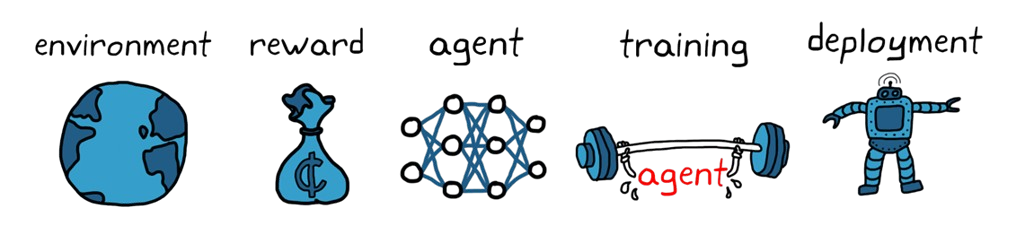 environment reward agent training deployment
¢
agent